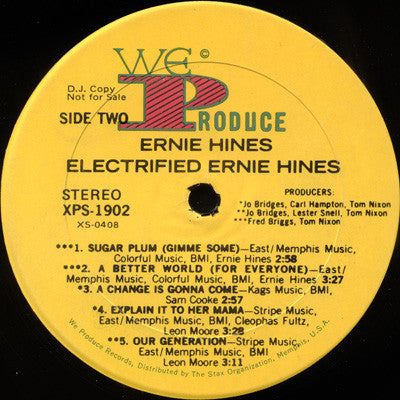 WE ©
PRODUCE
D.J. Copy
Not for Sale
SIDE TWO
ERNIE HINES
ELECTRIFIED ERNIE HINES
STEREO
XPS-1902
XS-0408
PRODUCERS:
*Jo Bridges, Carl Hampton, Tom Nixon
**Jo Bridges, Lester Snell, Tom Nixon
***Fred Briggs, Tom Nixon
***1. SUGAR PLUM (GIMME SOME)—East/Memphis Music,
Colorful Music, BMI, Ernie Hines 2:58
***2. A BETTER WORLD (FOR EVERYONE)—East/
Memphis Music, Colorful Music, BMI, Ernie Hines 3:27
*3. A CHANGE IS GONNA COME—Kags Music, BMI,
Sam Cooke 2:57
*4. EXPLAIN IT TO HER MAMA—Stripe Music,
East/Memphis Music, BMI, Cleophas Fultz,
Leon Moore 3:28
**5. OUR GENERATION—Stripe Music,
East/Memphis Music, BMI,
Leon Moore 3:11
We Produce Records, Distributed by The Stax Organization, Memphis, U.S.A.